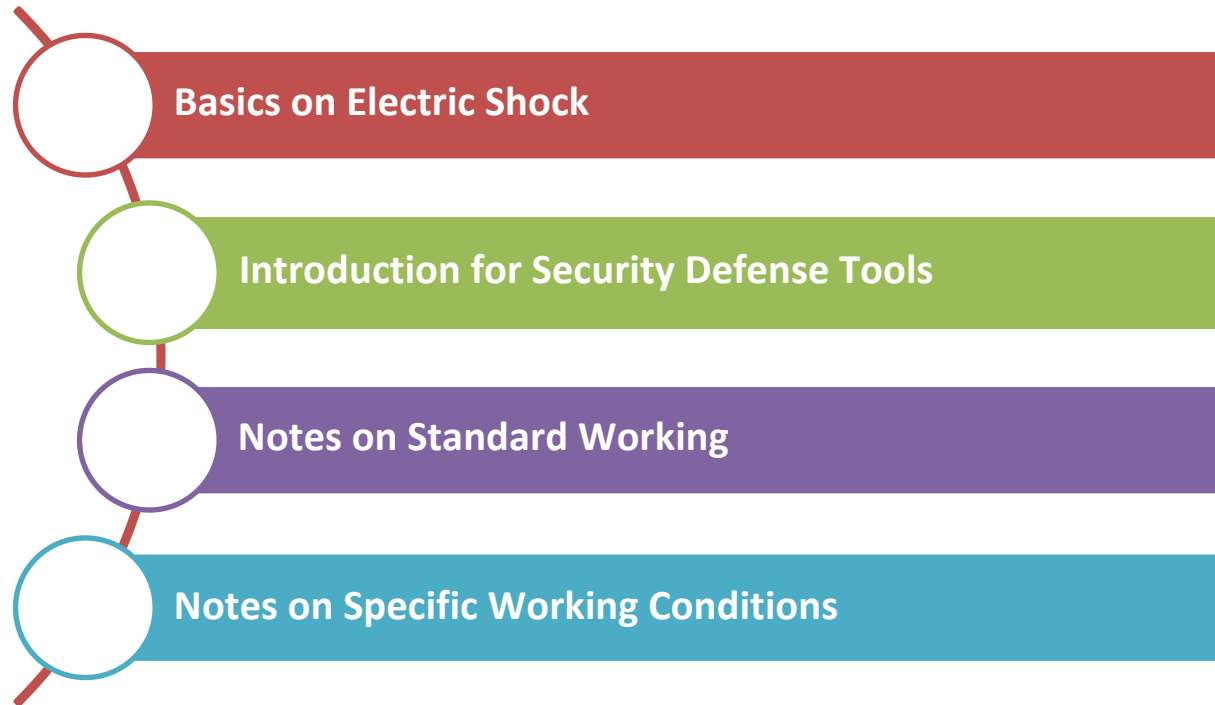 Basics on Electric Shock
Introduction for Security Defense Tools
Notes on Standard Working
Notes on Specific Working Conditions